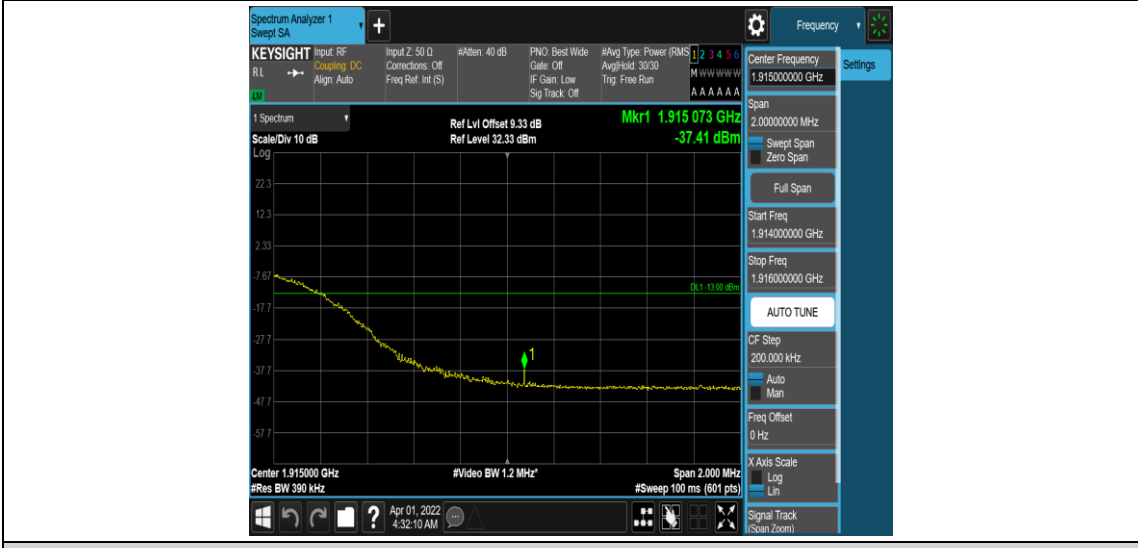 Spectrum Analyzer 1
Swept SA
+
Frequency
KEYSIGHT
RL
LXI
Input: RF
Coupling: DC
Align: Auto
Input Z: 50 Ω
Corrections: Off
Freq Ref: Int (S)
#Atten: 40 dB
PNO: Best Wide
Gate: Off
IF Gain: Low
Sig Track: Off
#Avg Type: Power (RMS
Avg|Hold: 30/30
Trig: Free Run
1 2 3 4 5 6
M W W W W W
A A A A A A
1 Spectrum
Scale/Div 10 dB
Log
Ref Lvl Offset 9.33 dB
Ref Level 32.33 dBm
Mkr1 1.915 073 GHz
-37.41 dBm
22.3
12.3
2.33
-7.67
DL1 -13.00 dBm
-17.7
-27.7
1
-37.7
-47.7
-57.7
Center 1.915000 GHz
#Res BW 390 kHz
#Video BW 1.2 MHz*
Span 2.000 MHz
#Sweep 100 ms (601 pts)
?
Apr 01, 2022
4:32:10 AM
Center Frequency
1.915000000 GHz
Settings
Span
2.00000000 MHz
Swept Span
Zero Span
Full Span
Start Freq
1.914000000 GHz
Stop Freq
1.916000000 GHz
AUTO TUNE
CF Step
200.000 kHz
Auto
Man
Freq Offset
0 Hz
X Axis Scale
Log
Lin
Signal Track
(Span Zoom)